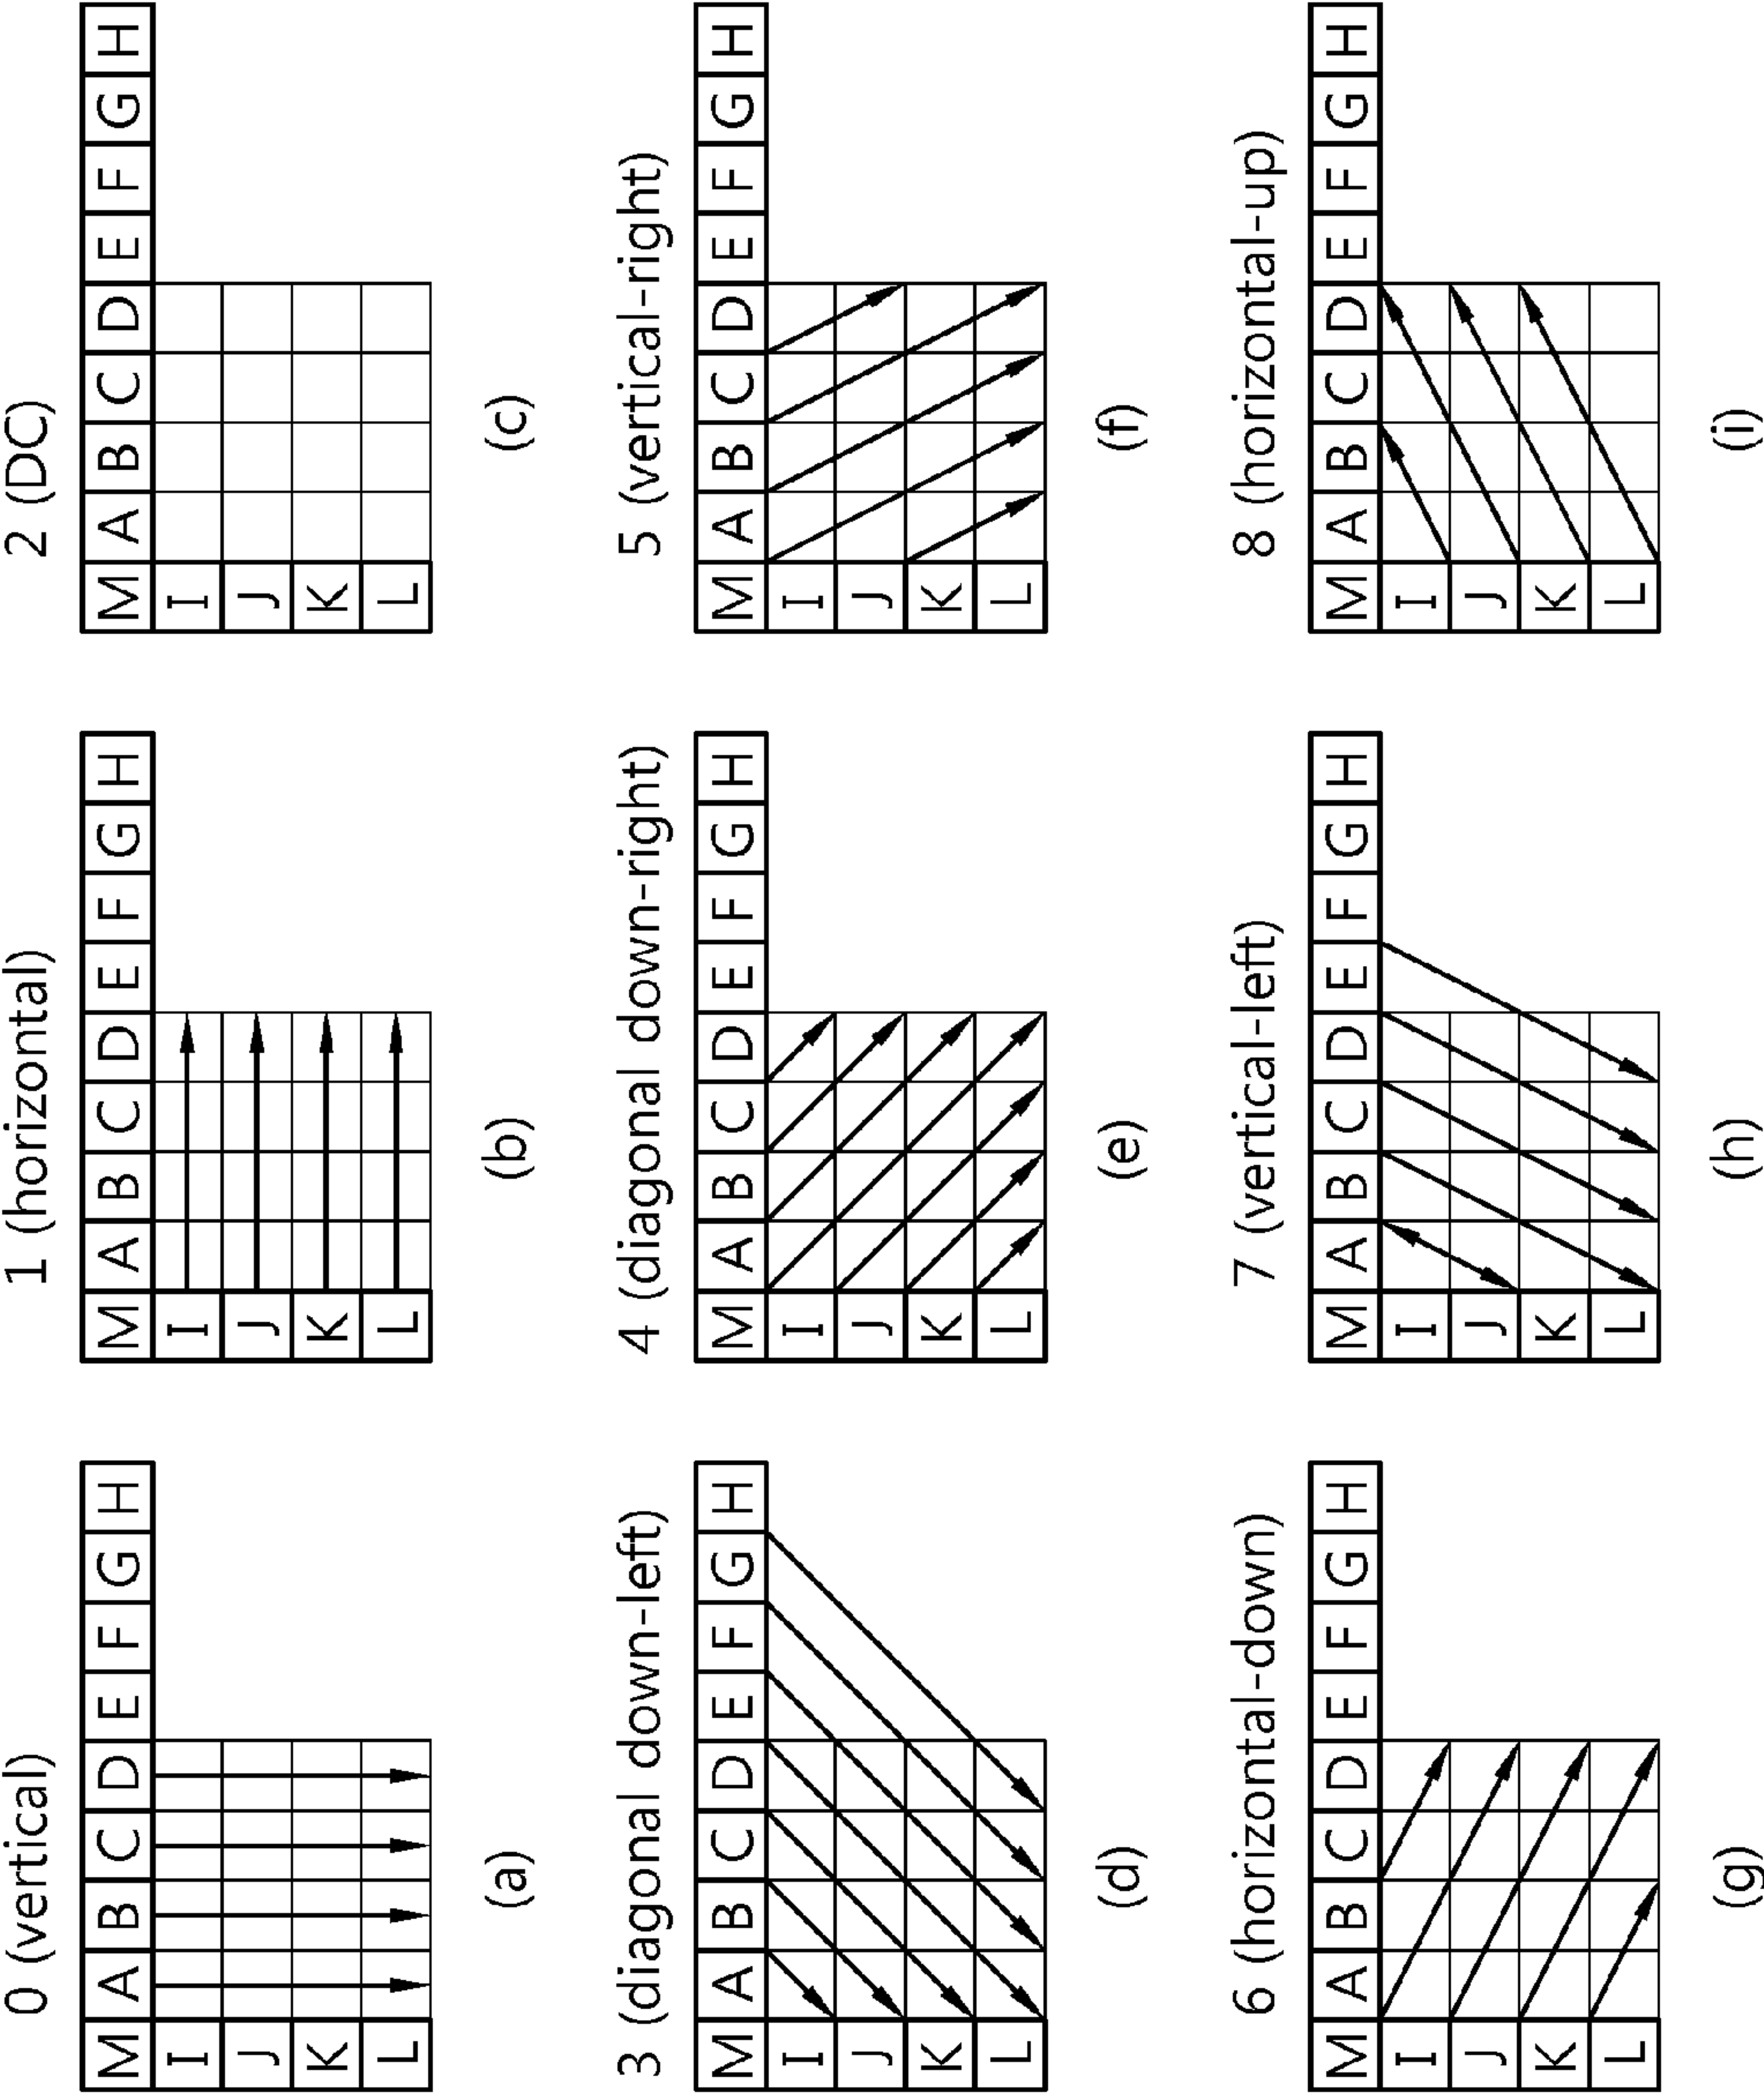 0 (vertical)
M A B C D E F G H
I
J
K
L
(a)
1 (horizontal)
M A B C D E F G H
I
J
K
L
(b)
2 (DC)
M A B C D E F G H
I
J
K
L
(c)
3 (diagonal down-left)
M A B C D E F G H
I
J
K
L
(d)
4 (diagonal down-right)
M A B C D E F G H
I
J
K
L
(e)
5 (vertical-right)
M A B C D E F G H
I
J
K
L
(f)
6 (horizontal-down)
M A B C D E F G H
I
J
K
L
(g)
7 (vertical-left)
M A B C D E F G H
I
J
K
L
(h)
8 (horizontal-up)
M A B C D E F G H
I
J
K
L
(i)